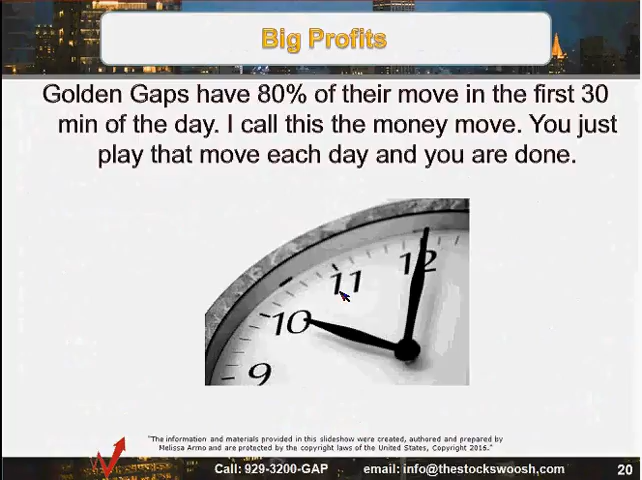 Big Profits
Golden Gaps have 80% of their move in the first 30
min of the day. I call this the money move. You just
play that move each day and you are done.
12
11
10
9
"The information and materials provided in this slideshow were created, authored and prepared by
Melissa Armo and are protected by the copyright laws of the United States, Copyright 2016."
Call: 929-3200-GAP email: info@thestockswoosh.com 20